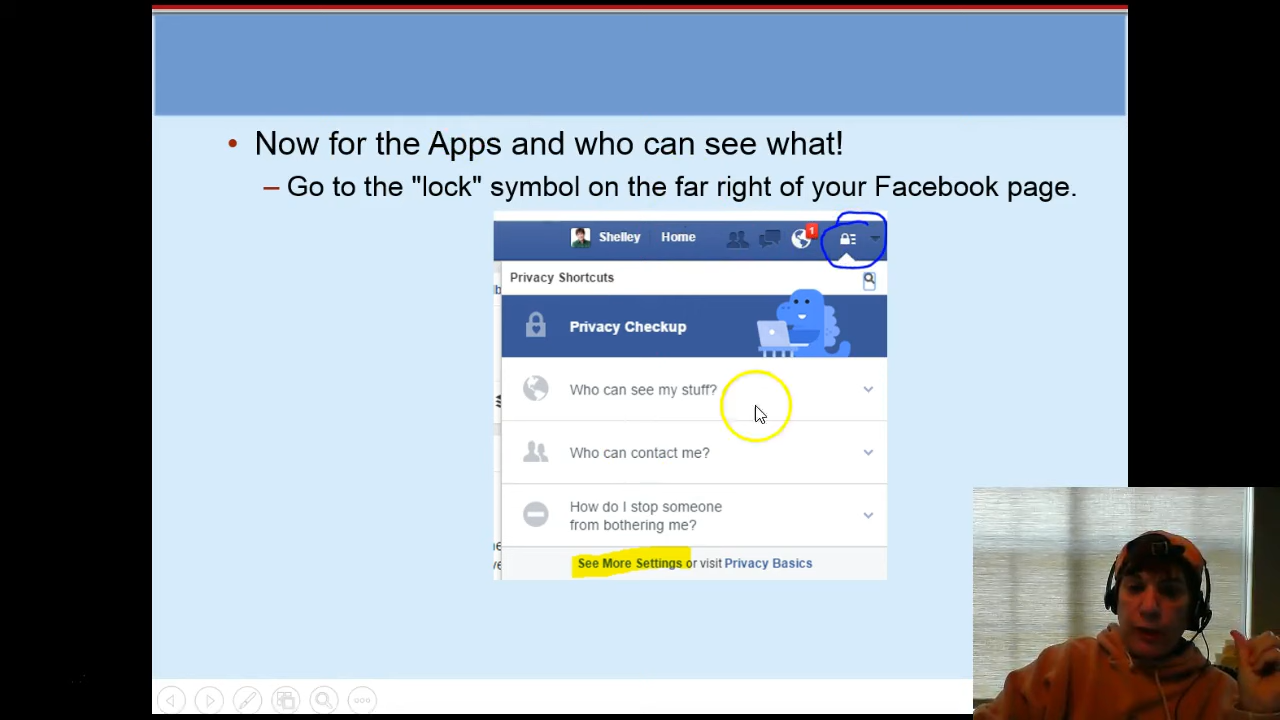 • Now for the Apps and who can see what!
– Go to the "lock" symbol on the far right of your Facebook page.
Shelley Home 1
Privacy Shortcuts
Privacy Checkup
Who can see my stuff?
Who can contact me?
How do I stop someone
from bothering me?
See More Settings or visit Privacy Basics